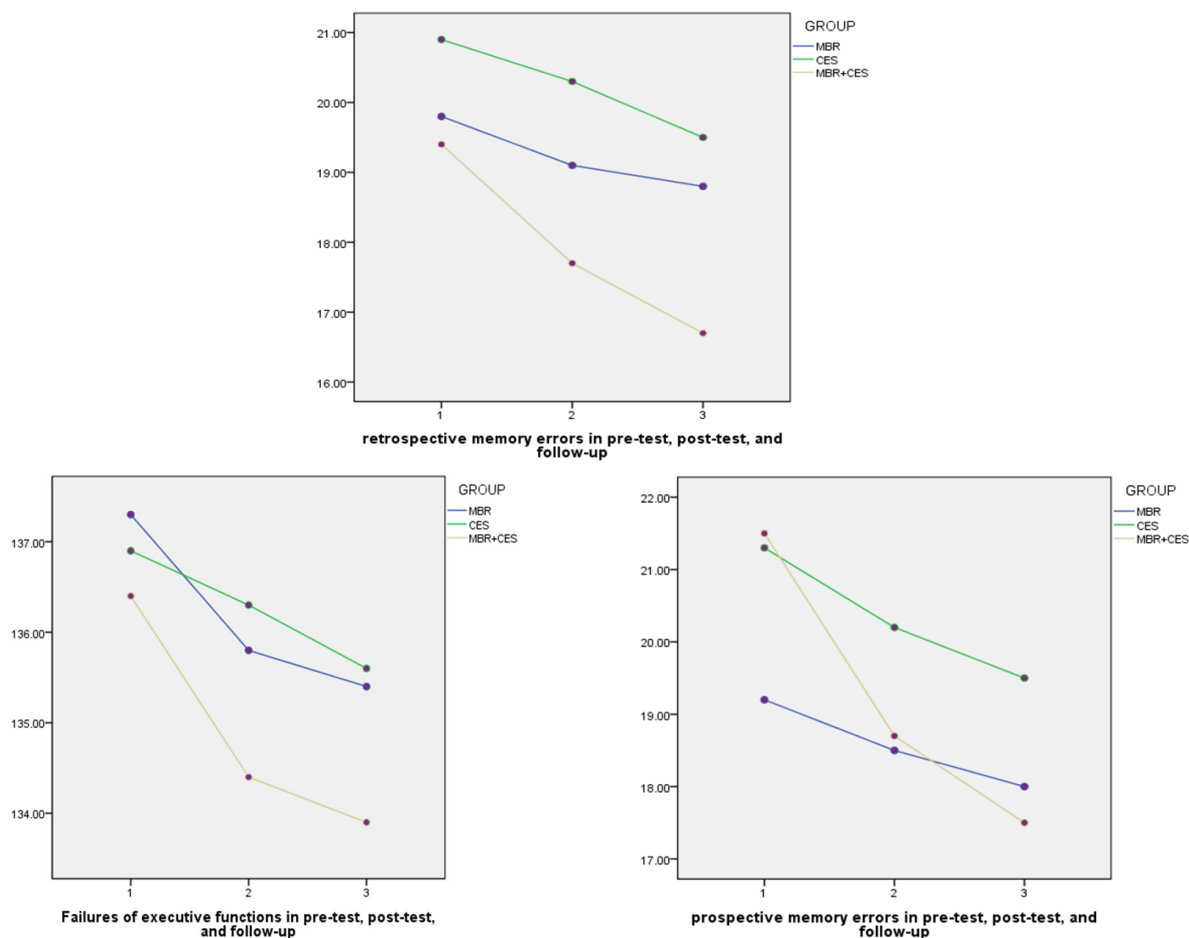 21.00
20.00
19.00
18.00
17.00
16.00
1 2 3
retrospective memory errors in pre-test, post-test, and
follow-up
GROUP
MBR
CES
MBR+CES
137.00
136.00
135.00
134.00
1 2 3
Failures of executive functions in pre-test, post-test,
and follow-up
GROUP
MBR
CES
MBR+CES
22.00
21.00
20.00
19.00
18.00
17.00
1 2 3
prospective memory errors in pre-test, post-test, and
follow-up
GROUP
MBR
CES
MBR+CES